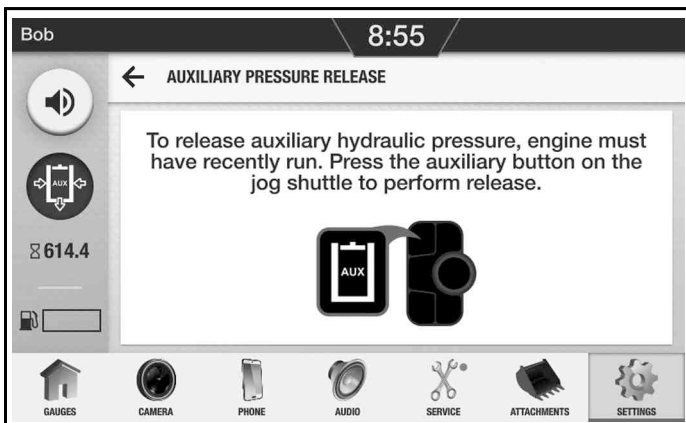 Bob
8:55
AUXILIARY PRESSURE RELEASE
To release auxiliary hydraulic pressure, engine must
have recently run. Press the auxiliary button on the
jog shuttle to perform release.
AUX
614.4
AUX
GAUGES
CAMERA
PHONE
AUDIO
SERVICE
ATTACHMENTS
SETTINGS